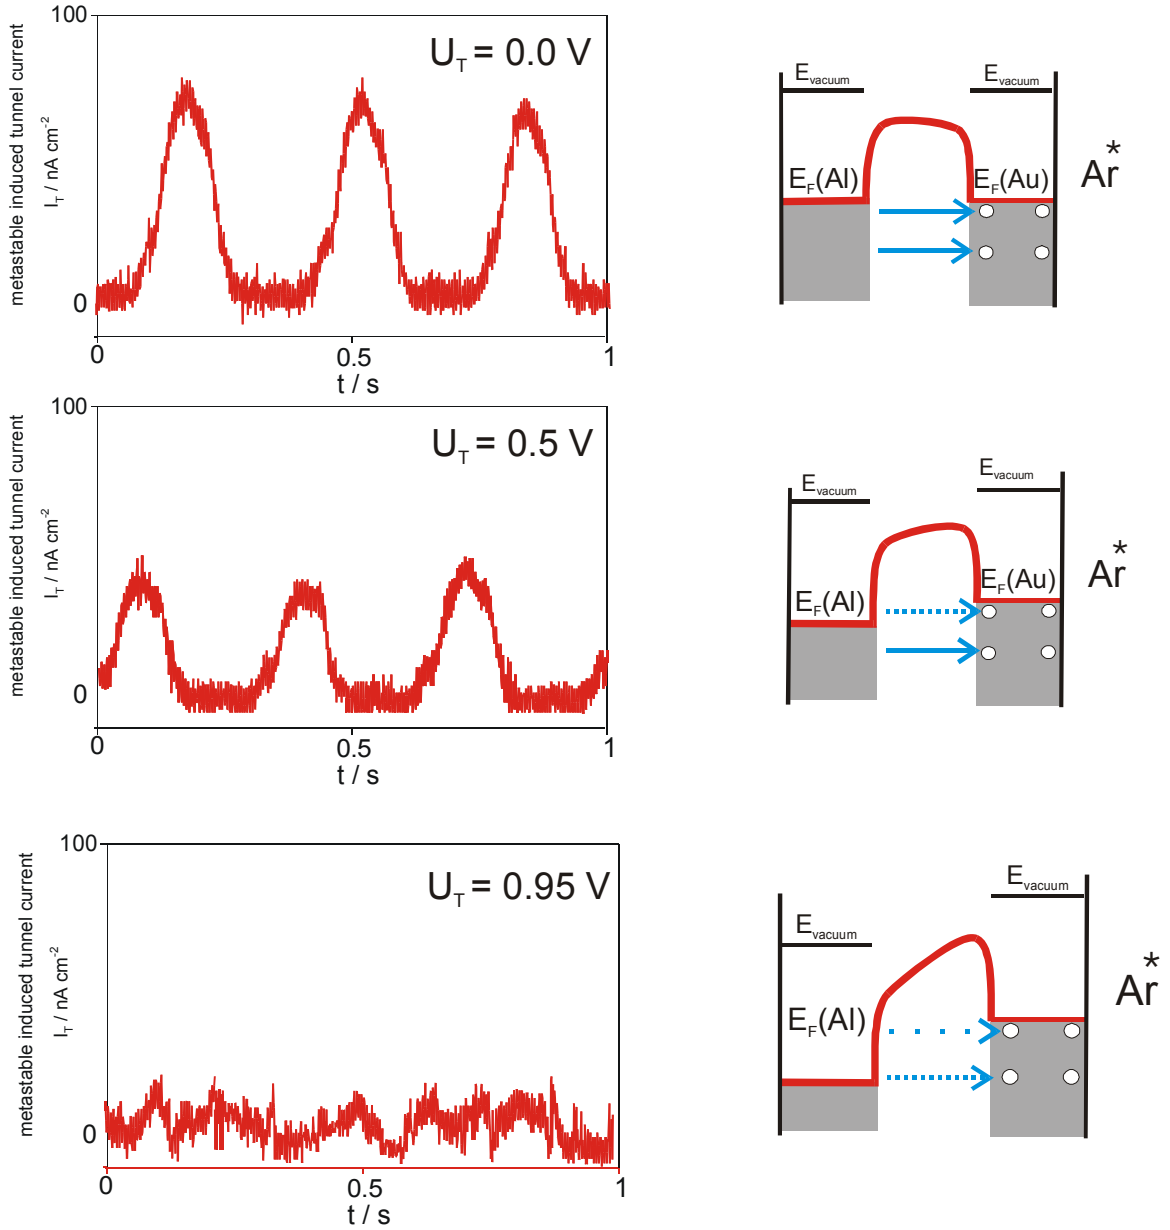 metastable induced tunnel current
I_T / nA cm⁻²
100
0
U_T = 0.0 V
0
0.5
1
t / s
E_vacuum
E_vacuum
E_F(Al)
E_F(Au)
Ar*
metastable induced tunnel current
I_T / nA cm⁻²
100
0
U_T = 0.5 V
0
0.5
1
t / s
E_vacuum
E_vacuum
E_F(Al)
E_F(Au)
Ar*
metastable induced tunnel current
I_T / nA cm⁻²
100
0
U_T = 0.95 V
0
0.5
1
t / s
E_vacuum
E_vacuum
E_F(Al)
Ar*